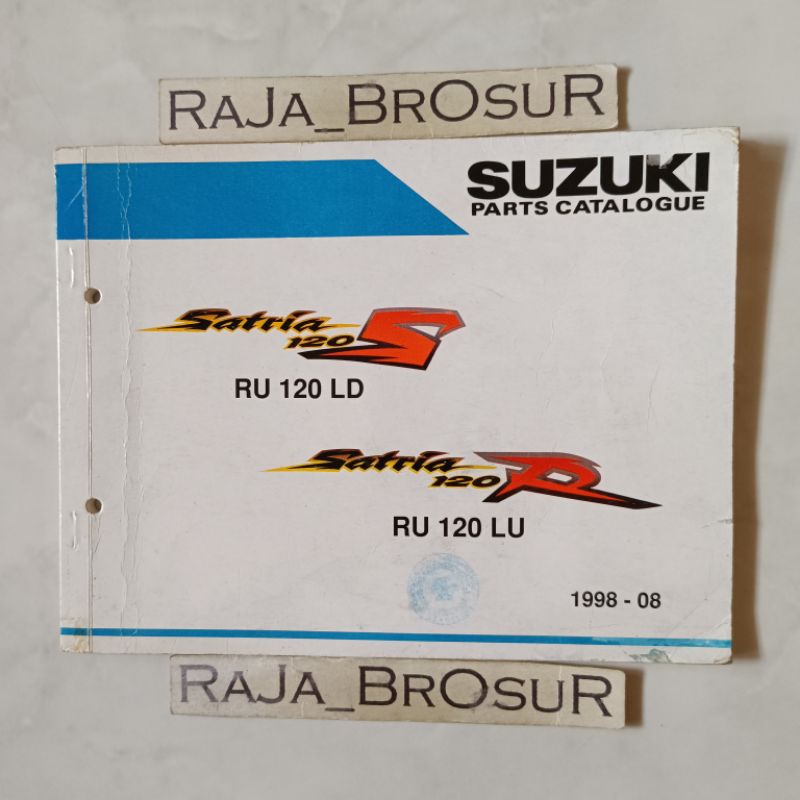 RAJA_BROSUR
SUZUKI
PARTS CATALOGUE
Satria
120 S
RU 120 LD
Satria
120 R
RU 120 LU
1998 - 08
RAJA_BROSUR